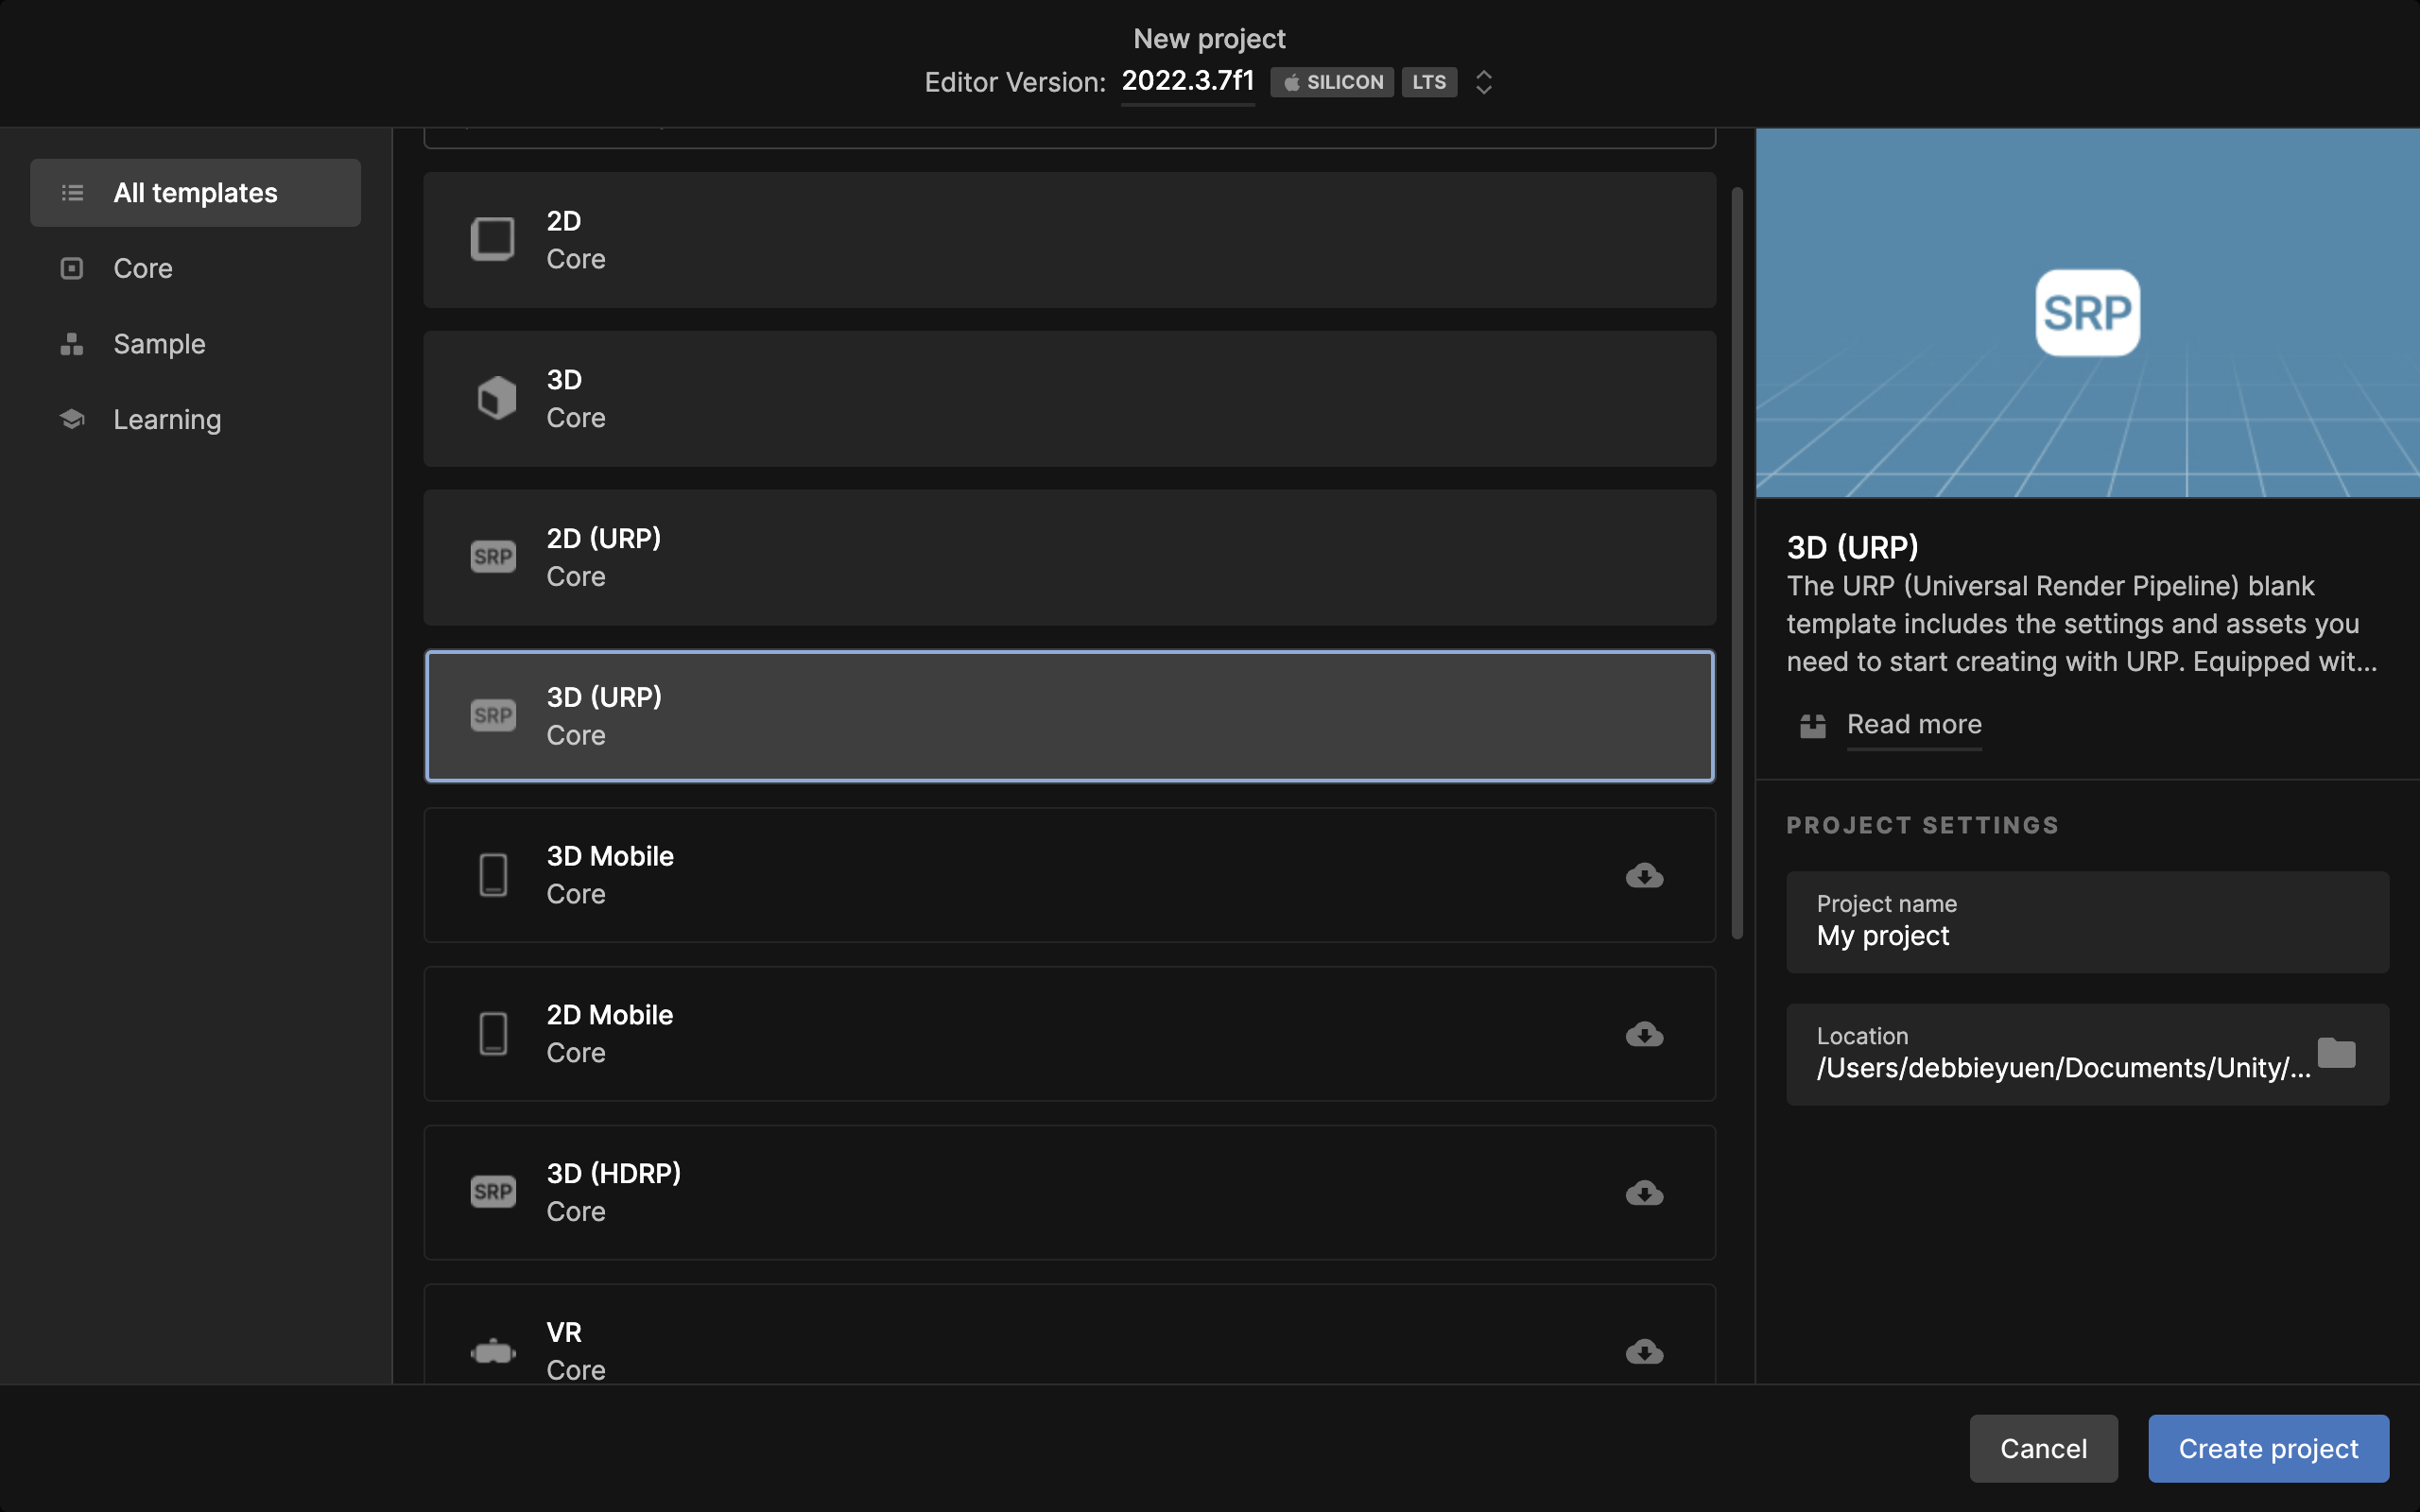 New project
Editor Version: 2022.3.7f1 SILICON LTS
All templates
Core
Sample
Learning
2D
Core
3D
Core
SRP
2D (URP)
Core
SRP
3D (URP)
Core
3D Mobile
Core
2D Mobile
Core
SRP
3D (HDRP)
Core
VR
Core
SRP
3D (URP)
The URP (Universal Render Pipeline) blank
template includes the settings and assets you
need to start creating with URP. Equipped wit...
Read more
PROJECT SETTINGS
Project name
My project
Location
/Users/debbieyuen/Documents/Unity/...
Cancel
Create project